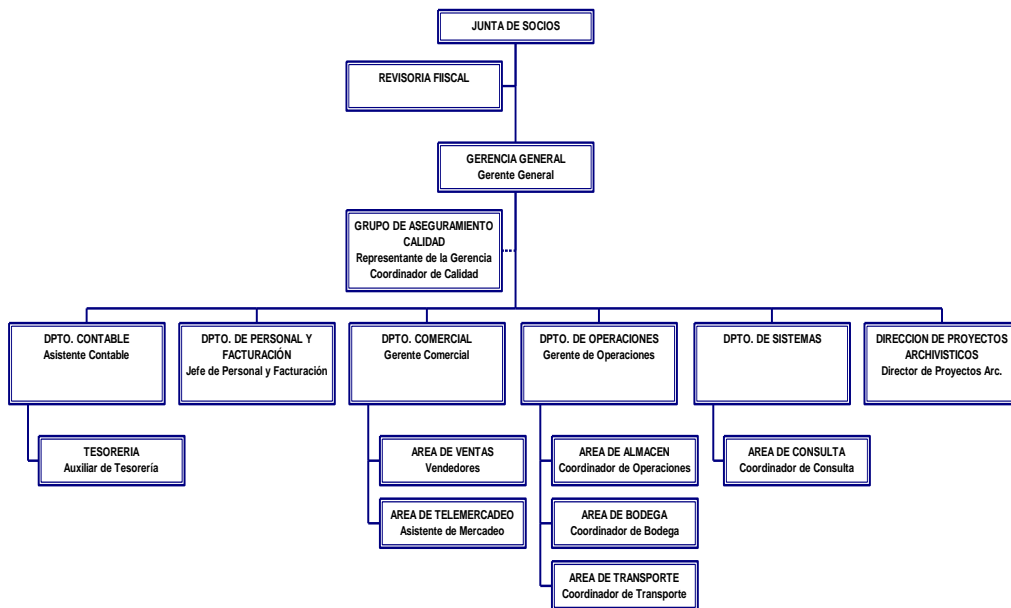 JUNTA DE SOCIOS
REVISORIA FIISCAL
GERENCIA GENERAL
Gerente General
GRUPO DE ASEGURAMIENTO
CALIDAD
Representante de la Gerencia
Coordinador de Calidad
DPTO. CONTABLE
Asistente Contable
DPTO. DE PERSONAL Y
FACTURACIÓN
Jefe de Personal y Facturación
DPTO. COMERCIAL
Gerente Comercial
DPTO. DE OPERACIONES
Gerente de Operaciones
DPTO. DE SISTEMAS
DIRECCION DE PROYECTOS
ARCHIVISTICOS
Director de Proyectos Arc.
TESORERIA
Auxiliar de Tesorería
AREA DE VENTAS
Vendedores
AREA DE ALMACEN
Coordinador de Operaciones
AREA DE CONSULTA
Coordinador de Consulta
AREA DE TELEMERCADEO
Asistente de Mercadeo
AREA DE BODEGA
Coordinador de Bodega
AREA DE TRANSPORTE
Coordinador de Transporte